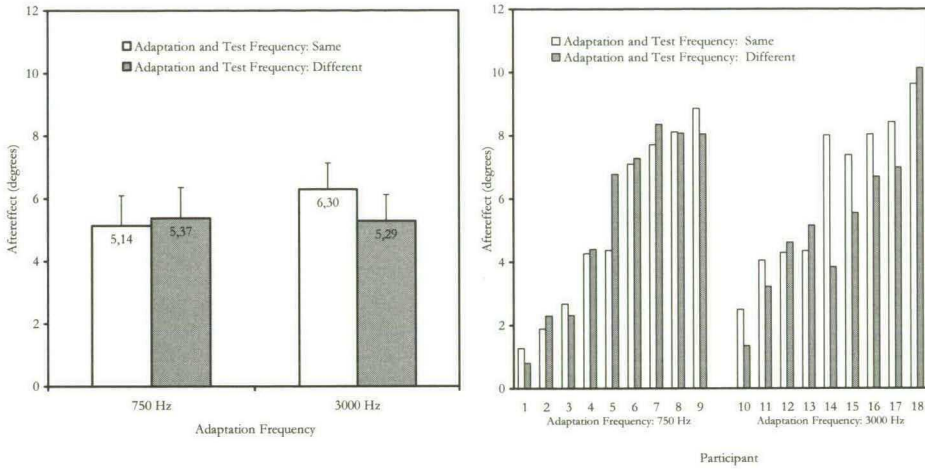 12
10
8
6
4
2
0
Aftereffect (degrees)
Adaptation and Test Frequency: Same
Adaptation and Test Frequency: Different
5,14
5,37
6,30
5,29
750 Hz
3000 Hz
Adaptation Frequency
12
10
8
6
4
2
0
Aftereffect (degrees)
Adaptation and Test Frequency: Same
Adaptation and Test Frequency: Different
1 2 3 4 5 6 7 8 9 10 11 12 13 14 15 16 17 18
Adaptation Frequency: 750 Hz
Adaptation Frequency: 3000 Hz
Participant